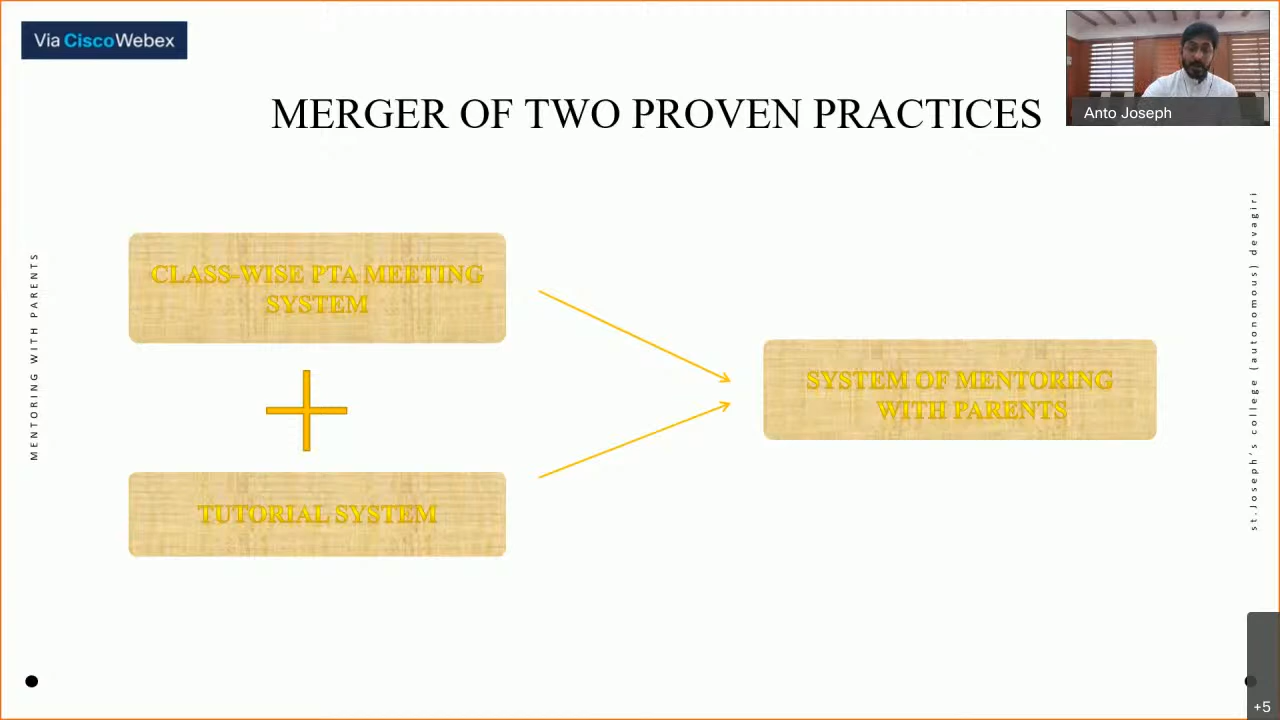 Via CiscoWebex
MERGER OF TWO PROVEN PRACTICES
Anto Joseph
MENTORING WITH PARENTS
CLASS-WISE PTA MEETING
SYSTEM
TUTORIAL SYSTEM
SYSTEM OF MENTORING
WITH PARENTS
st.Joseph's college (autonomous) devagiri
+5